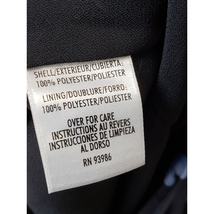 SHELL/EXTERIEUR/CUBIERTA:
100% POLYESTER/POLIESTER
LINING/DOUBLURE/FORRO:
100% POLYESTER/POLIESTER
OVER FOR CARE
INSTRUCTIONS AU REVERS
INSTRUCCIONES DE LIMPIEZA
AL DORSO
RN 93986